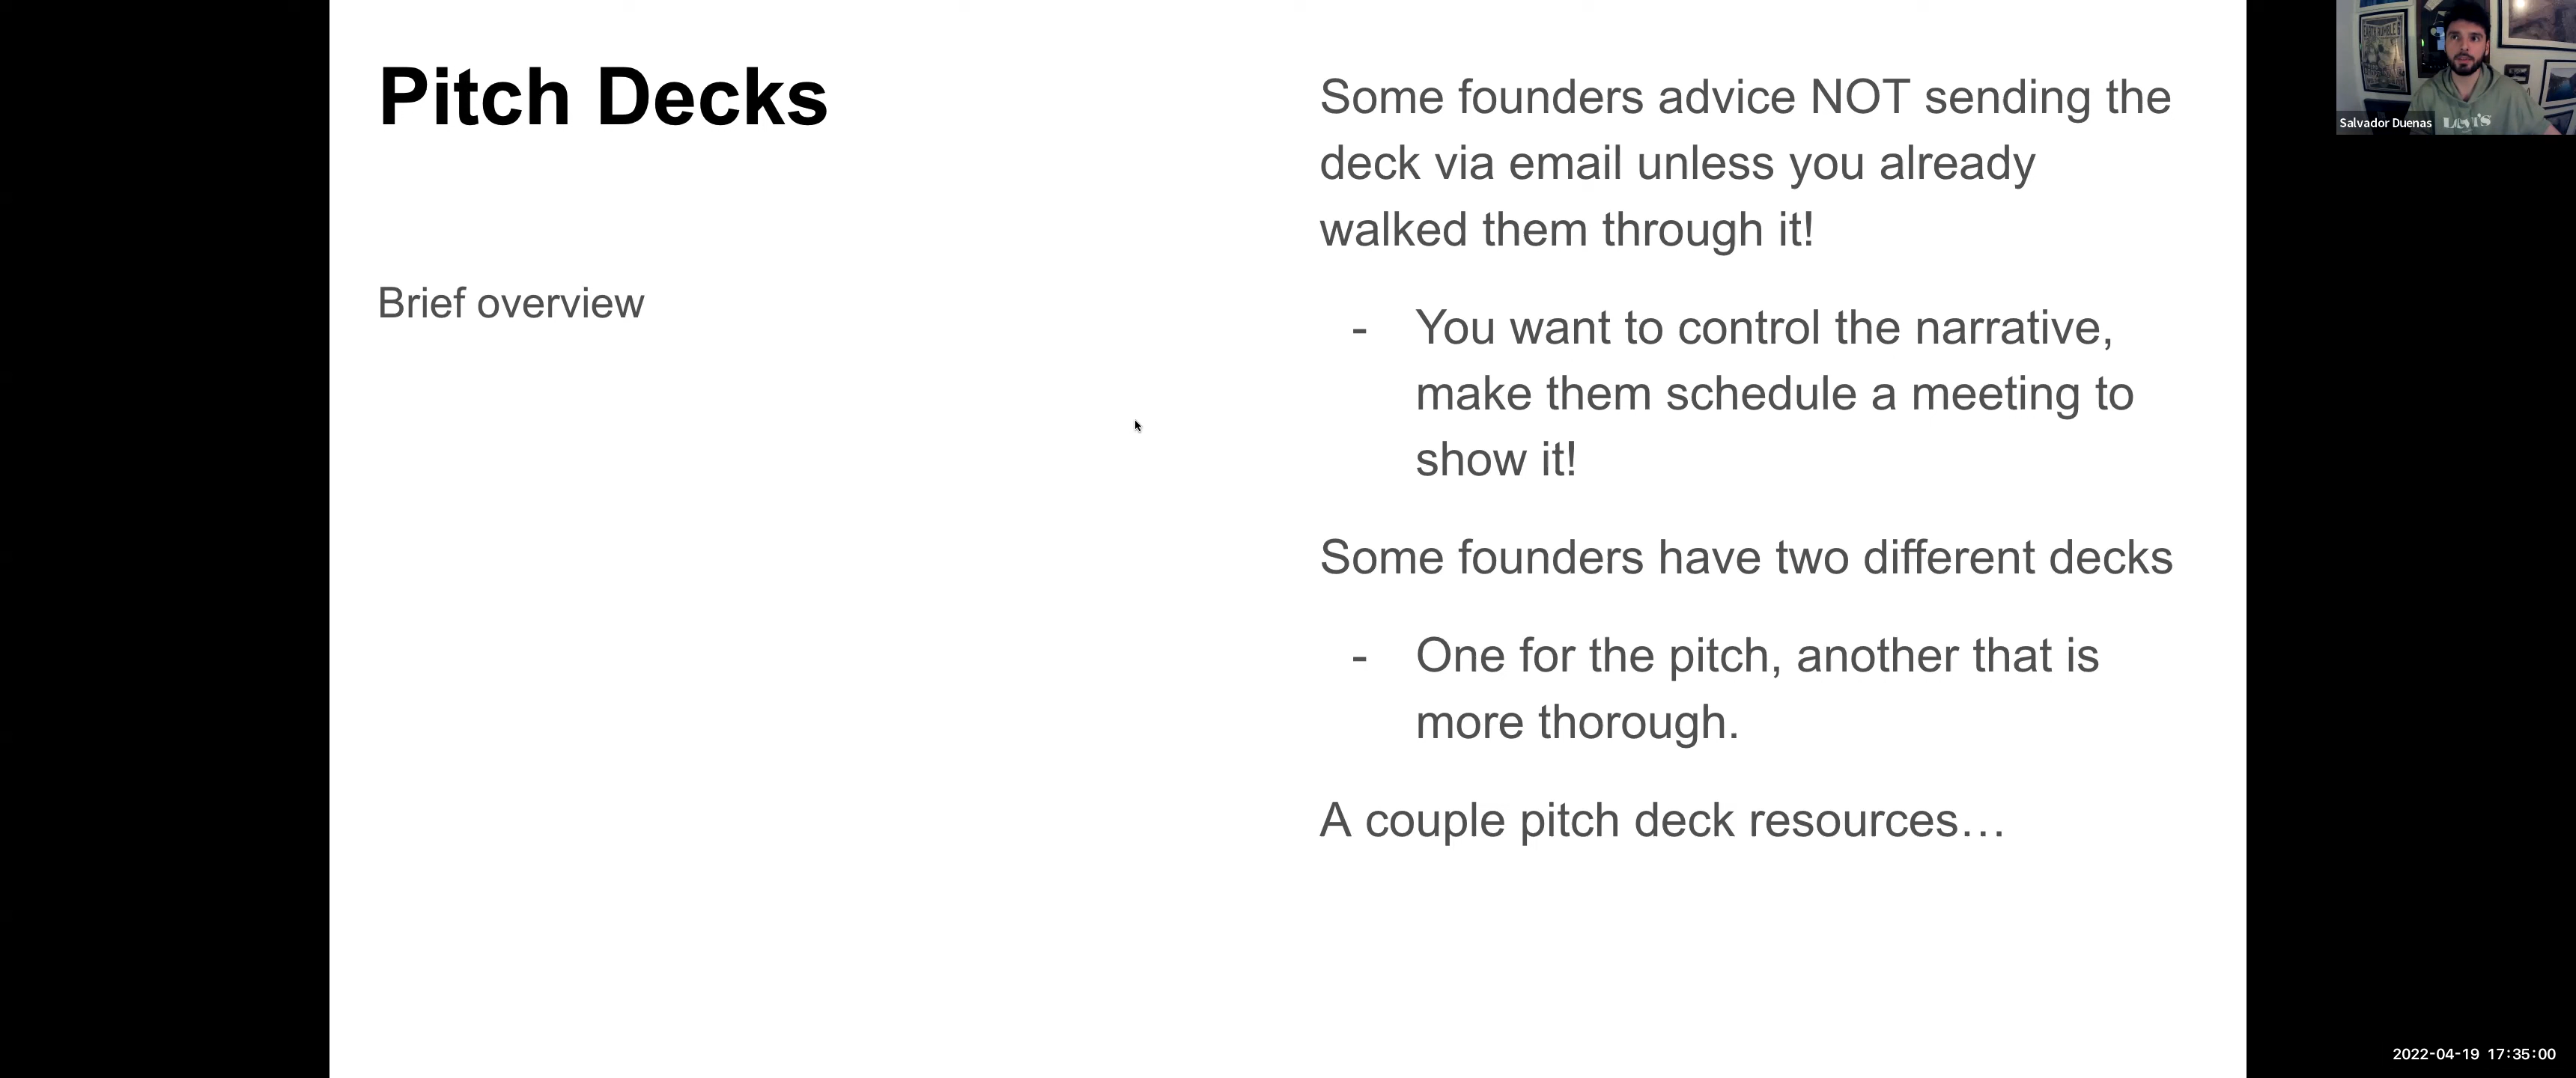 Pitch Decks
Brief overview
Some founders advice NOT sending the
deck via email unless you already
walked them through it!
- You want to control the narrative,
make them schedule a meeting to
show it!
Some founders have two different decks
- One for the pitch, another that is
more thorough.
A couple pitch deck resources…
Salvador Duenas
LEVI'S
2022-04-19 17:35:00